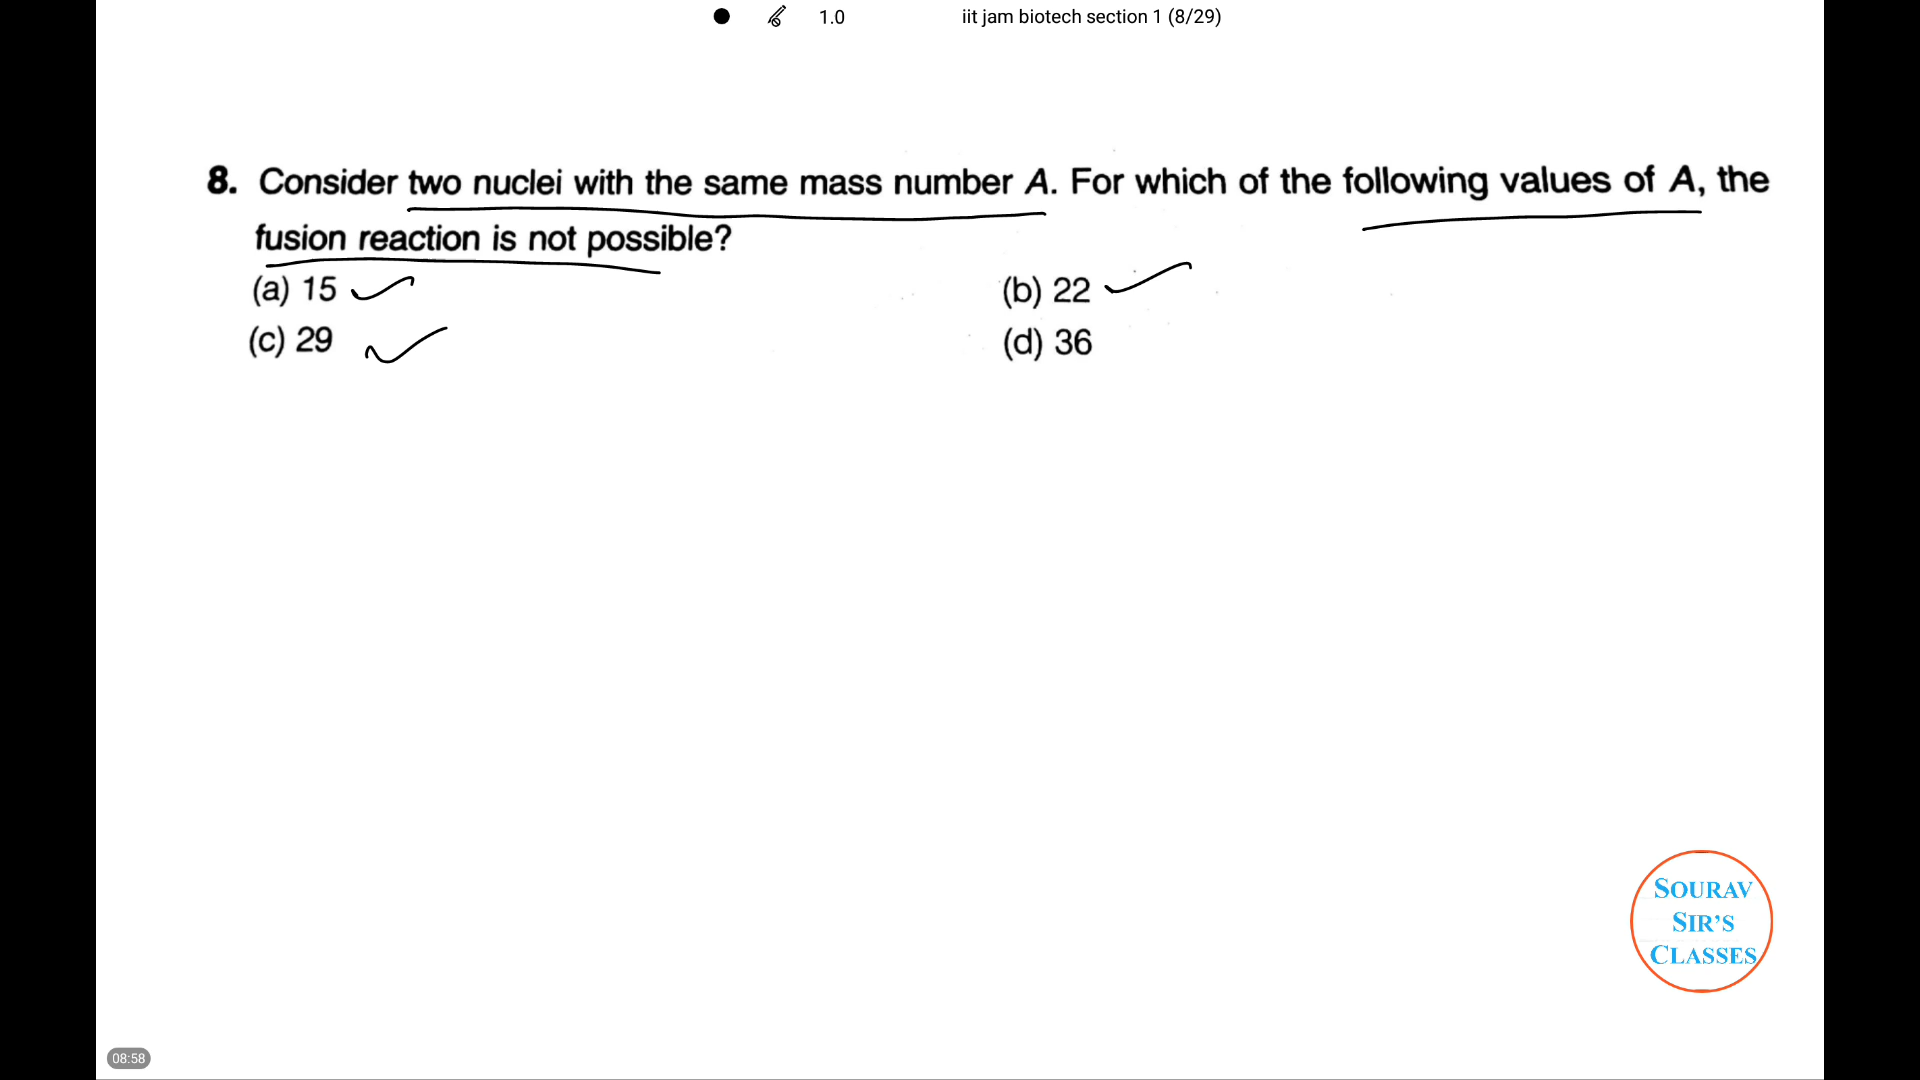 1.0 iit jam biotech section 1 (8/29)
8. Consider two nuclei with the same mass number A. For which of the following values of A, the
fusion reaction is not possible?
(a) 15 (b) 22
(c) 29 (d) 36
SOURAV
SIR'S
CLASSES
08:58